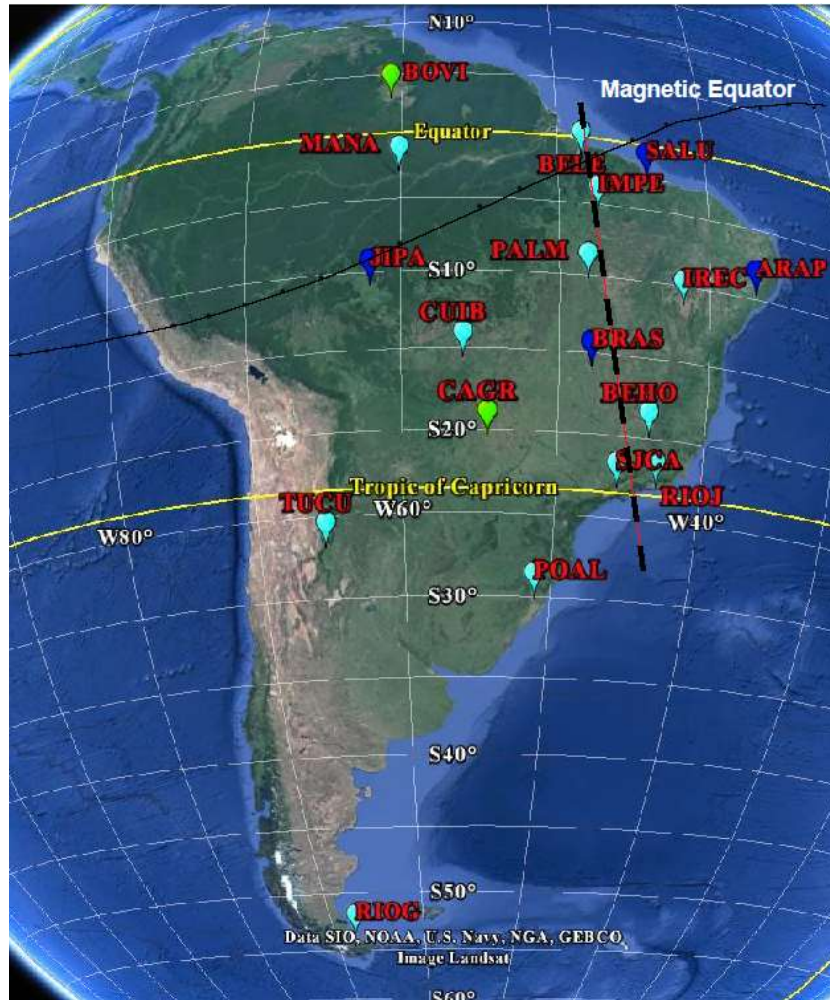 N10°
BOVI
Magnetic Equator
Equator
MANA
BELE
SALU
IMPE
PALM
JIPA
S10°
IREC
ARAP
CUIB
BRAS
CAGR
BEHO
S20°
SJCA
Tropic of Capricorn
RIOJ
TUCU
W60°
W40°
W80°
POAL
S30°
S40°
S50°
RIOG
Data SIO, NOAA, U.S. Navy, NGA, GEBCO
Image Landsat
S60°